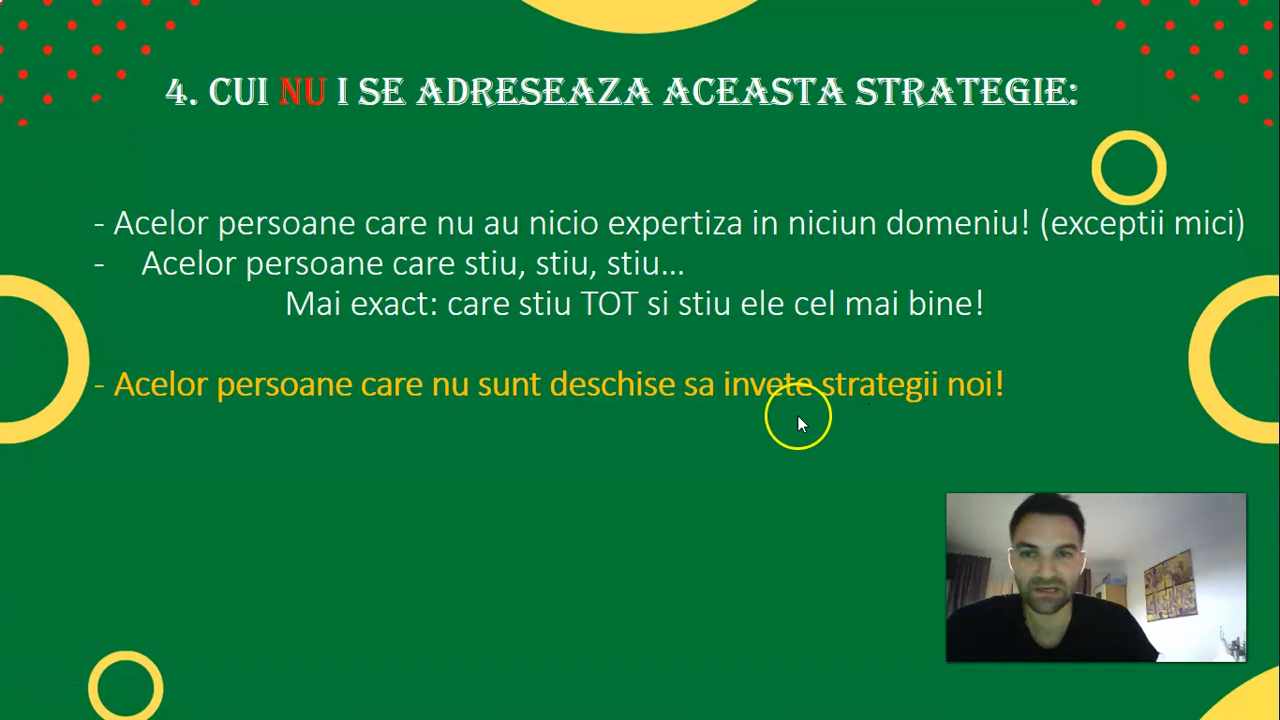 4. CUI NU I SE ADRESEAZA ACEASTA STRATEGIE:
- Acelor persoane care nu au nicio expertiza in niciun domeniu! (exceptii mici)
- Acelor persoane care stiu, stiu, stiu...
Mai exact: care stiu TOT si stiu ele cel mai bine!
- Acelor persoane care nu sunt deschise sa invete strategii noi!